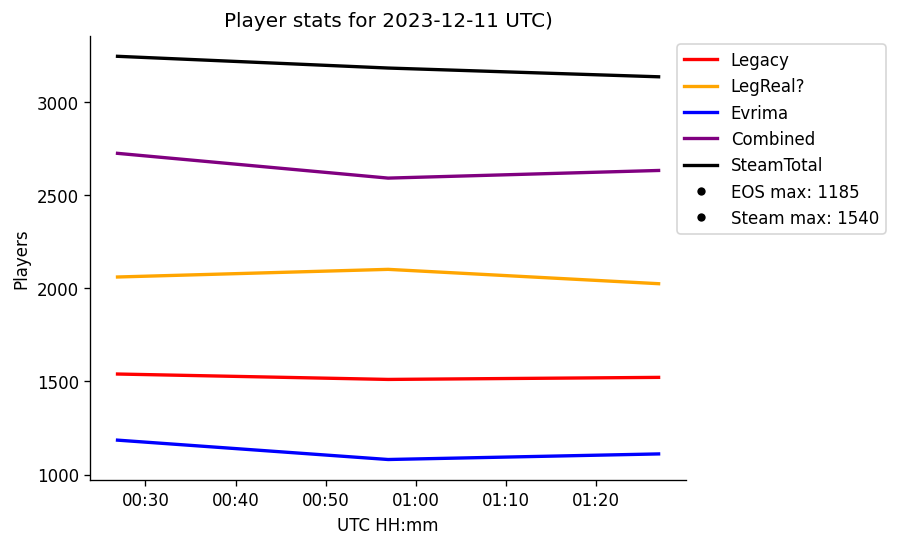 Player stats for 2023-12-11 UTC)
Legacy
LegReal?
Evrima
Combined
SteamTotal
EOS max: 1185
Steam max: 1540
Players
3000
2500
2000
1500
1000
00:30
00:40
00:50
01:00
01:10
01:20
UTC HH:mm